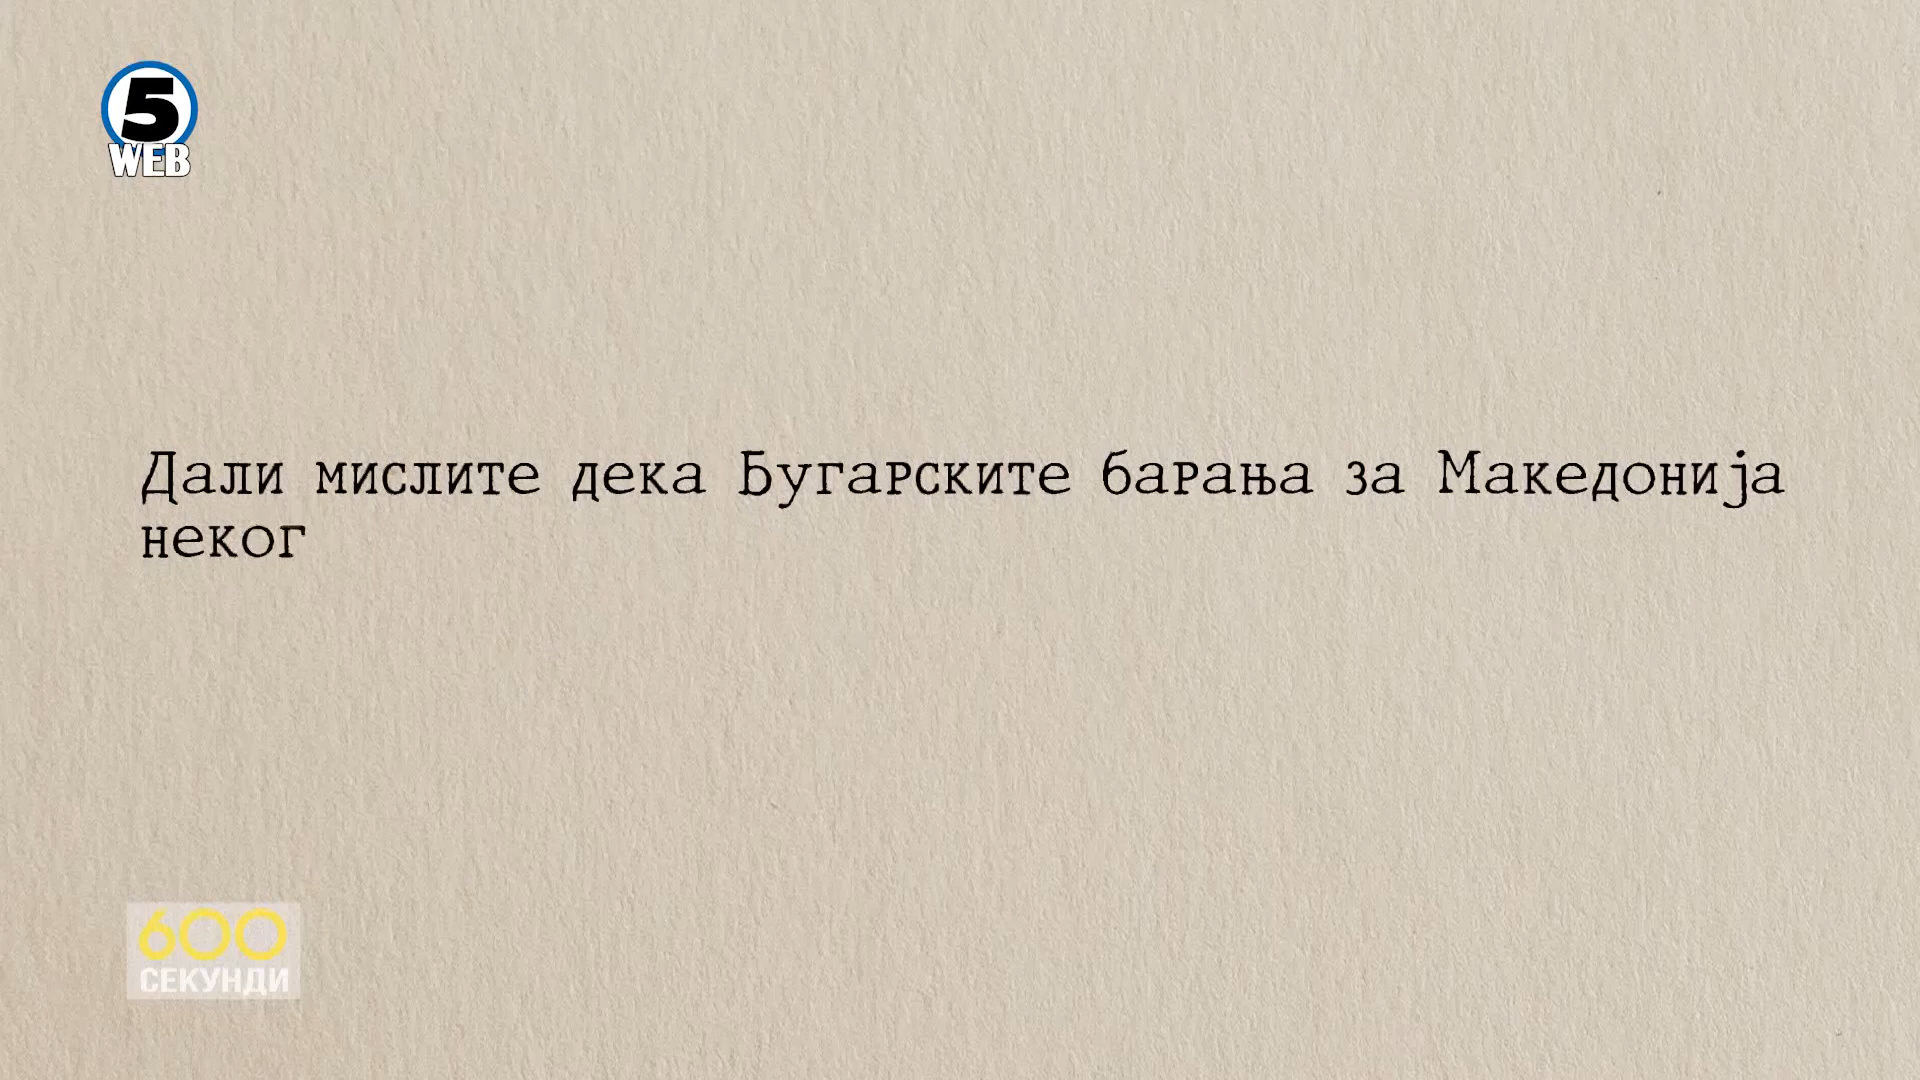 5
WEB
Дали мислите дека Бугарските барања за Македонија
неког
600
СЕКУНДИ